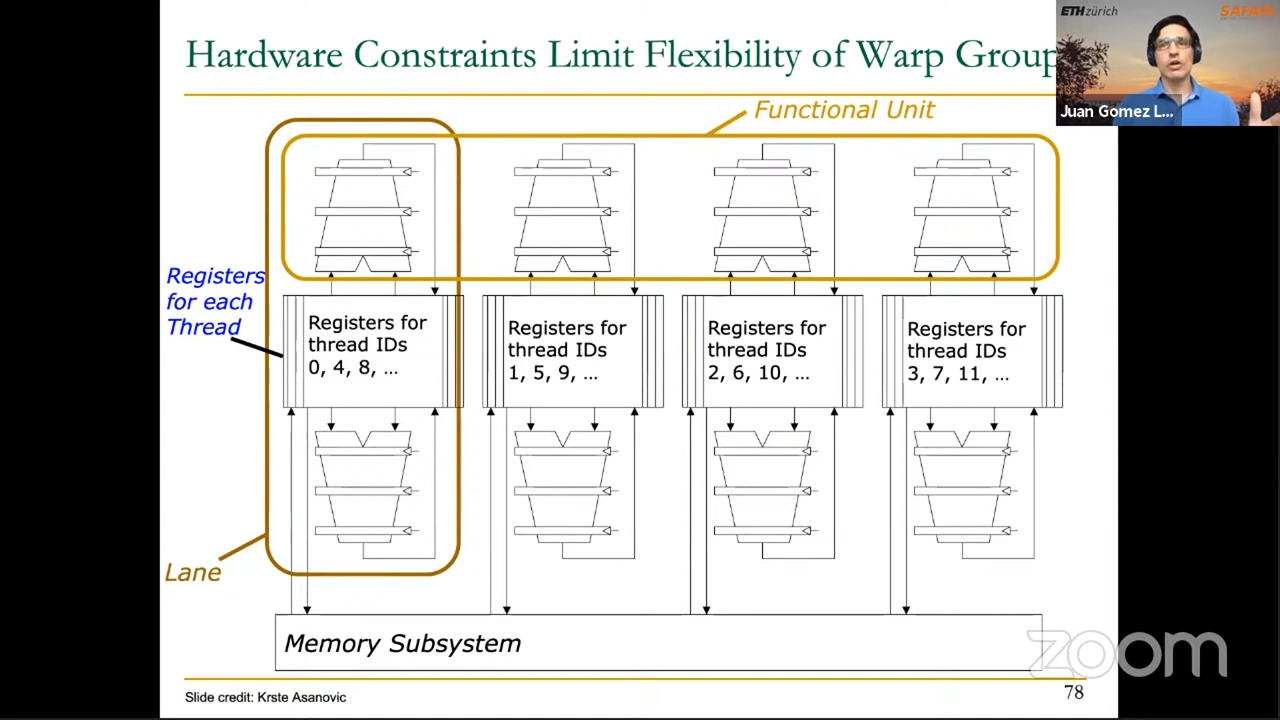 Hardware Constraints Limit Flexibility of Warp Group
ETH zürich
SAFARI
Juan Gomez L...
Functional Unit
Registers
for each
Thread
Registers for
thread IDs
0, 4, 8, ...
Registers for
thread IDs
1, 5, 9, ...
Registers for
thread IDs
2, 6, 10, ...
Registers for
thread IDs
3, 7, 11, ...
Lane
Memory Subsystem
zoom
Slide credit: Krste Asanovic
78